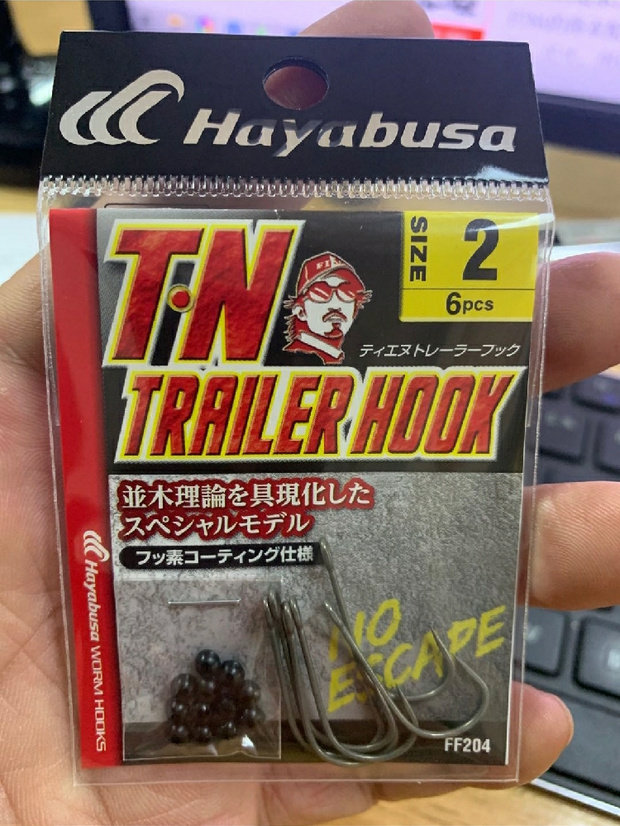 Hayabusa
T·N
TRAILER HOOK
SIZE
2
6pcs
ティエヌトレーラーフック
並木理論を具現化した
スペシャルモデル
フッ素コーティング仕様
NO
ESCAPE
Hayabusa WORM HOOKS
FF204